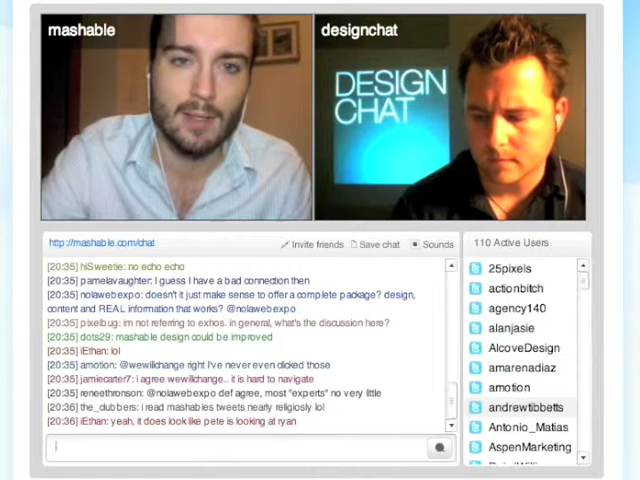 mashable
designchat
DESIGN
CHAT
http://mashable.com/chat
Invite friends
Save chat
Sounds
110 Active Users
[20:35] hiSweetie: no echo echo
[20:35] pamelavaughter: I guess I have a bad connection then
[20:35] nolawebexpo: doesn't it just make sense to offer a complete package? design,
content and REAL information that works? @nolawebexpo
[20:35] pixelbug: im not referring to exhos. in general, what's the discussion here?
[20:35] dots29: mashable design could be improved
[20:35] iEthan: lol
[20:35] amotion: @wewillchange right I've never even clicked those
[20:35] jamiecarter7: i agree wewillchange.. it is hard to navigate
[20:35] reneethronson: @nolawebexpo def agree, most "experts" no very little
[20:36] the_clubbers: i read mashables tweets nearly religiosly lol
[20:36] iEthan: yeah, it does look like pete is looking at ryan
25pixels
actionbitch
agency140
alanjasie
AlcoveDesign
amarenadiaz
amotion
andrewtibbetts
Antonio_Matias
AspenMarketing